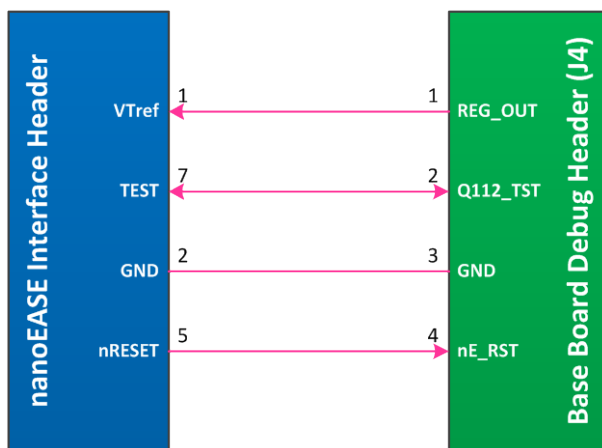 nanoEASE Interface Header
Base Board Debug Header (J4)
VTref 1 1 REG_OUT
TEST 7 2 Q112_TST
GND 2 3 GND
nRESET 5 4 nE_RST